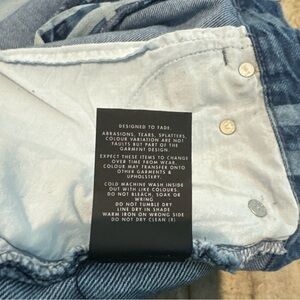 DESIGNED TO FADE.
ABRASIONS, TEARS, SPLATTERS,
COLOUR VARIATION ARE NOT
FAULTS BUT PART OF THE
GARMENT DESIGN.
EXPECT THESE ITEMS TO CHANGE
OVER TIME FROM WEAR.
COLOUR MAY TRANSFER ONTO
OTHER GARMENTS &
UPHOLSTERY.
COLD MACHINE WASH INSIDE
OUT WITH LIKE COLOURS.
DO NOT BLEACH, SOAK OR
WRING
DO NOT TUMBLE DRY
LINE DRY IN SHADE
WARM IRON ON WRONG SIDE
DO NOT DRY CLEAN (X)